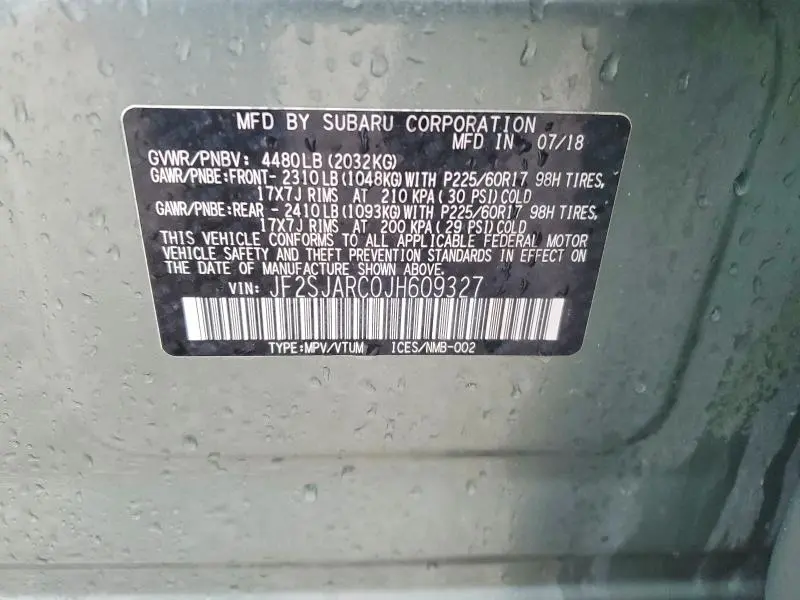 MFD BY SUBARU CORPORATION
MFD IN 07/18
GVWR/PNBV: 4480LB(2032KG)
GAWR/PNBE:FRONT- 2310LB(1048KG)WITH P225/60R17 98H TIRES,
17X7J RIMS AT 210 KPA(30 PSI)COLD
GAWR/PNBE:REAR - 2410LB(1093KG)WITH P225/60R17 98H TIRES,
17X7J RIMS AT 200 KPA(29 PSI)COLD
THIS VEHICLE CONFORMS TO ALL APPLICABLE FEDERAL MOTOR
VEHICLE SAFETY AND THEFT PREVENTION STANDARDS IN EFFECT ON
THE DATE OF MANUFACTURE SHOWN ABOVE.
VIN: JF2SJARC0JH609327
TYPE:MPV/VTUM ICES/NMB-002